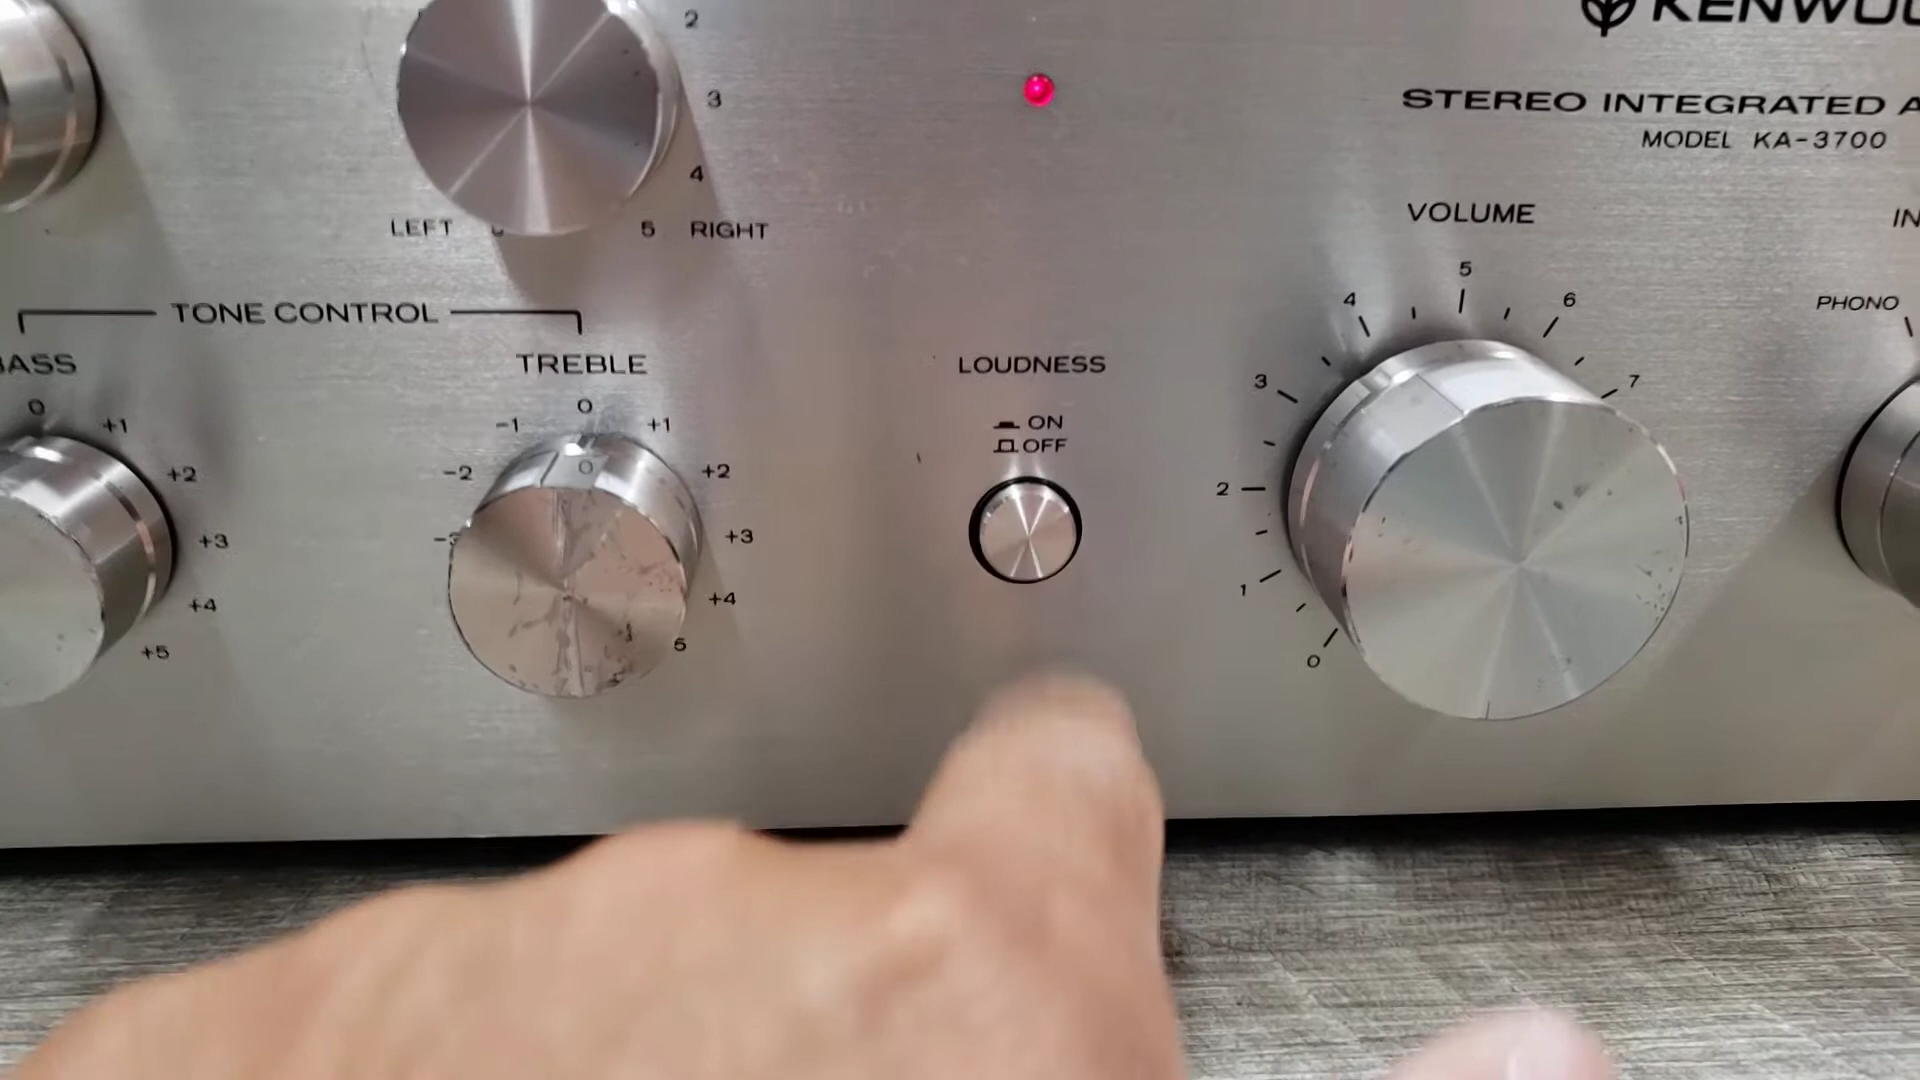 2
3
4
LEFT 5 RIGHT
TONE CONTROL
TREBLE
0
+1
+2
+3
+4
+5
-2 -1 0 +1 +2
0
+3
+4
5
LOUDNESS
ON
OFF
STEREO INTEGRATED
MODEL KA-3700
VOLUME
0 1 2 3 4 5 6 7
PHONO